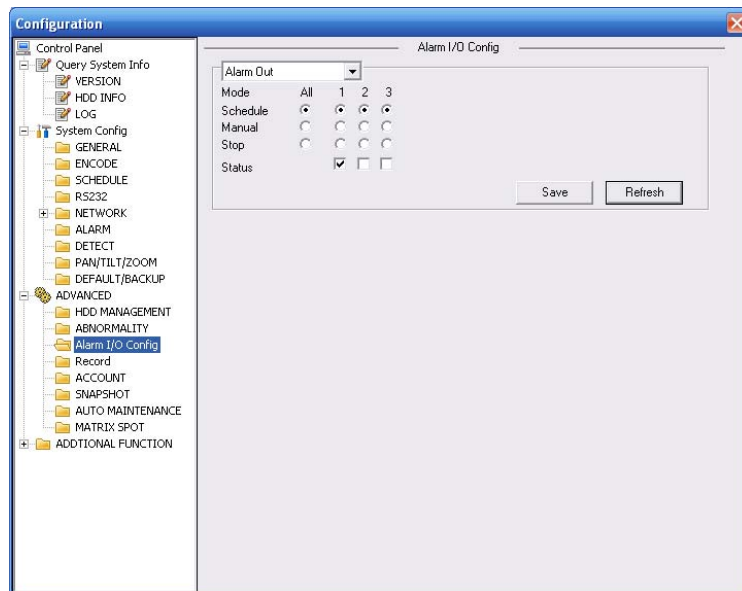 Configuration
Control Panel
Query System Info
VERSION
HDD INFO
LOG
System Config
GENERAL
ENCODE
SCHEDULE
RS232
NETWORK
ALARM
DETECT
PAN/TILT/ZOOM
DEFAULT/BACKUP
ADVANCED
HDD MANAGEMENT
ABNORMALITY
Alarm I/O Config
Record
ACCOUNT
SNAPSHOT
AUTO MAINTENANCE
MATRIX SPOT
ADDTIONAL FUNCTION
Alarm I/O Config
Alarm Out
Mode All 1 2 3
Schedule
Manual
Stop
Status
Save Refresh